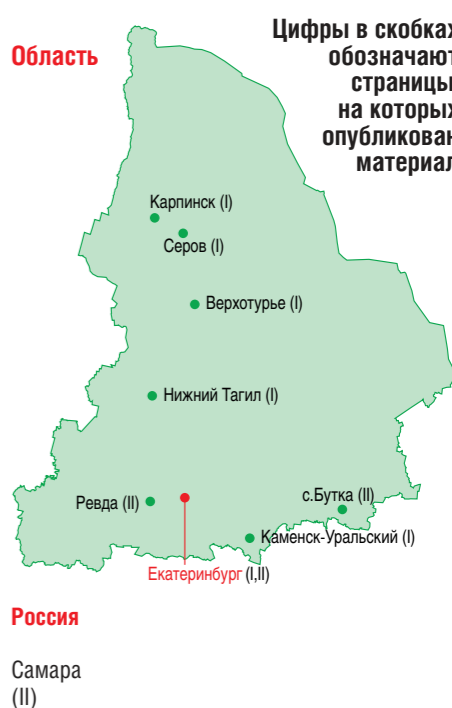 Область
Цифры в скобках
обозначают
страницы,
на которых
опубликован
материал
Карпинск (I)
Серов (I)
Верхотурье (I)
Нижний Тагил (I)
Ревда (II)
с.Бутка (II)
Каменск-Уральский (I)
Екатеринбург (I,II)
Россия
Самара
(II)